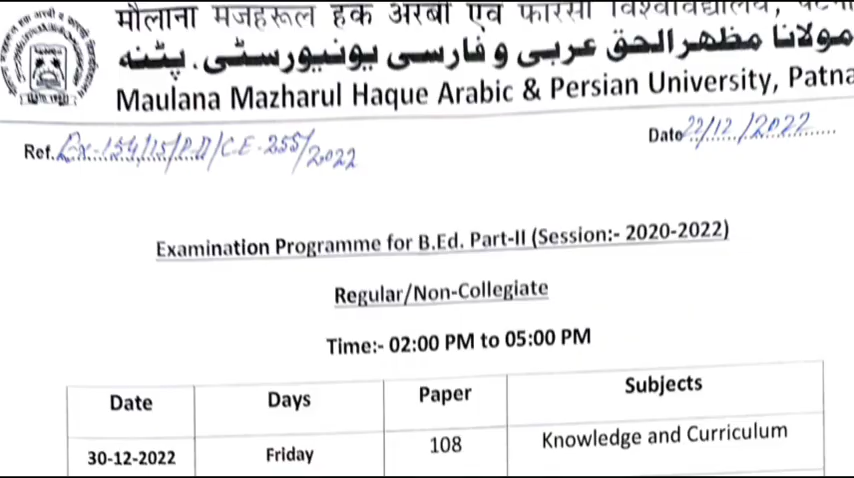 मौलाना मजहरूल हक अरबी एवं फारसी विश्वविद्यालय, पटना
مولانا مظہر الحق عربی و فارسی یونیورسٹی، پٹنہ
Maulana Mazharul Haque Arabic & Persian University, Patna
Ref. Ex-154/15/P-II/C.E-255/2022
Date 22/12/2022
Examination Programme for B.Ed. Part-II (Session:- 2020-2022)
Regular/Non-Collegiate
Time:- 02:00 PM to 05:00 PM
Date Days Paper Subjects
30-12-2022 Friday 108 Knowledge and Curriculum